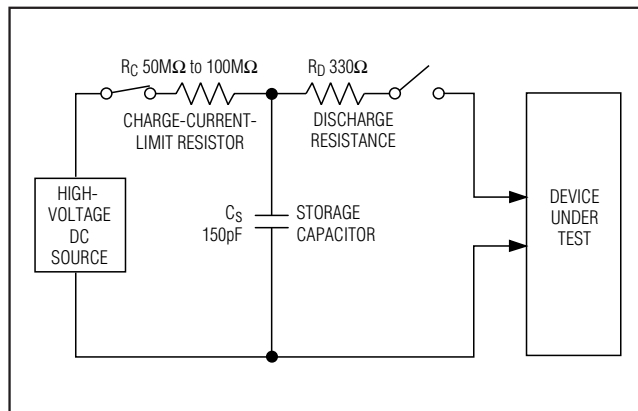 R_C 50MΩ to 100MΩ
CHARGE-CURRENT-
LIMIT RESISTOR
R_D 330Ω
DISCHARGE
RESISTANCE
HIGH-
VOLTAGE
DC
SOURCE
C_S
150pF
STORAGE
CAPACITOR
DEVICE
UNDER
TEST